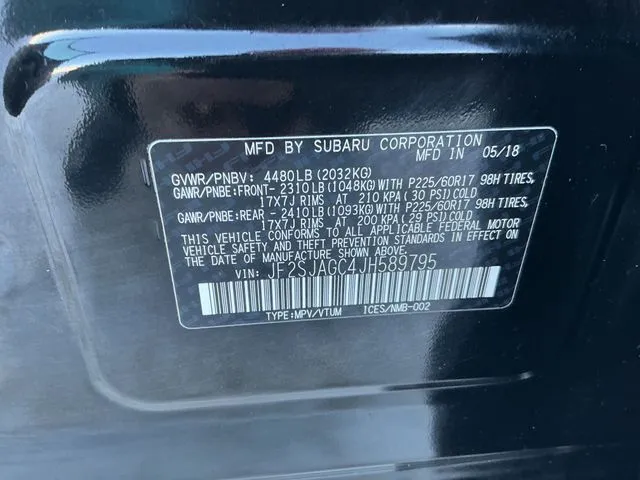 MFD BY SUBARU CORPORATION
MFD IN 05/18
GVWR/PNBV: 4480LB (2032KG)
GAWR/PNBE:FRONT-2310LB(1048KG)WITH P225/60R17 98H TIRES,
17X7J RIMS AT 210 KPA (30 PSI)COLD
GAWR/PNBE:REAR -2410LB(1093KG)WITH P225/60R17 98H TIRES,
17X7J RIMS AT 200 KPA (29 PSI)COLD
THIS VEHICLE CONFORMS TO ALL APPLICABLE FEDERAL MOTOR
VEHICLE SAFETY AND THEFT PREVENTION STANDARDS IN EFFECT ON
THE DATE OF MANUFACTURE SHOWN ABOVE.
VIN: JF2SJAGC4JH589795
TYPE:MPV/VTUM ICES/NMB-002